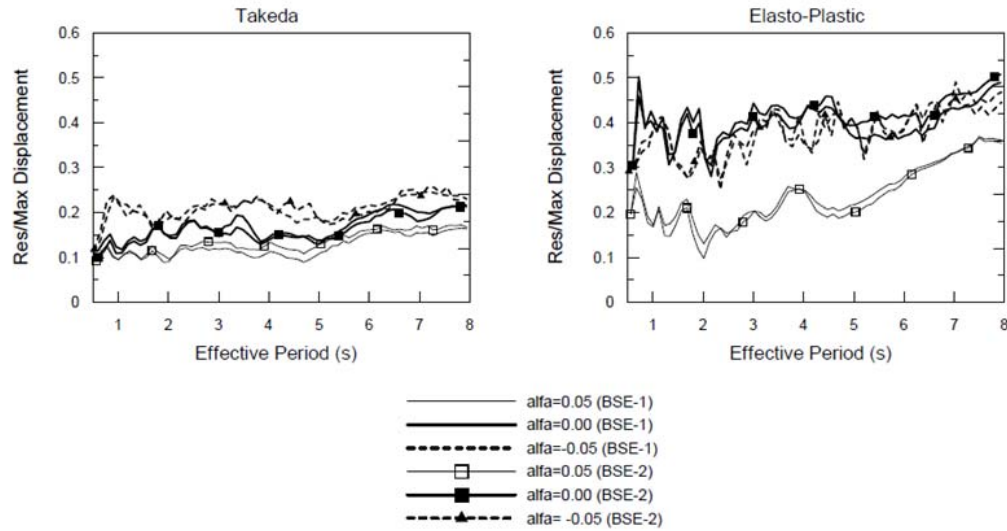 Takeda
Elasto-Plastic
0.6
0.5
0.4
0.3
0.2
0.1
0
Res/Max Displacement
1 2 3 4 5 6 7 8
Effective Period (s)
0.6
0.5
0.4
0.3
0.2
0.1
0
Res/Max Displacement
1 2 3 4 5 6 7 8
Effective Period (s)
alfa=0.05 (BSE-1)
alfa=0.00 (BSE-1)
alfa=-0.05 (BSE-1)
alfa=0.05 (BSE-2)
alfa=0.00 (BSE-2)
alfa= -0.05 (BSE-2)